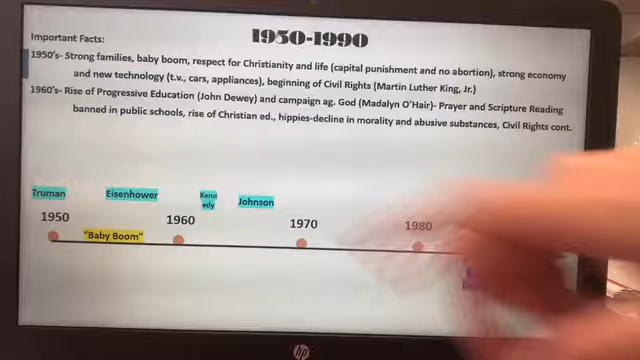 1950-1990
Important Facts:
1950's- Strong families, baby boom, respect for Christianity and life (capital punishment and no abortion), strong economy
and new technology (t.v., cars, appliances), beginning of Civil Rights (Martin Luther King, Jr.)
1960's- Rise of Progressive Education (John Dewey) and campaign ag. God (Madalyn O'Hair)- Prayer and Scripture Reading
banned in public schools, rise of Christian ed., hippies-decline in morality and abusive substances, Civil Rights cont.
Truman Eisenhower Kenn
edy Johnson
1950 1960 1970 1980
"Baby Boom"
hp